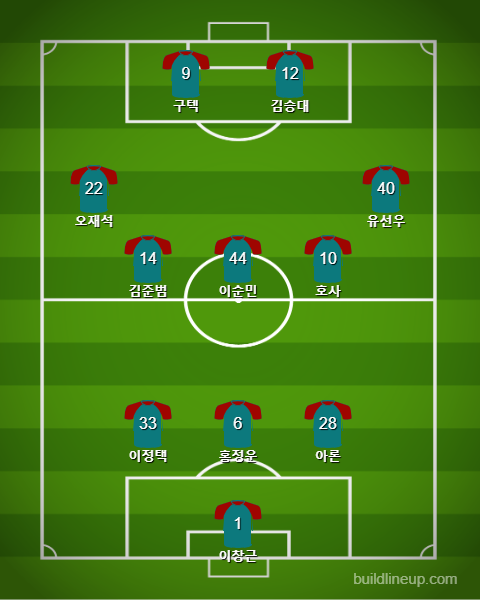 9
구텍
12
김승대
22
오재석
40
유선우
14
김준범
44
이순민
10
호사
33
이정택
6
홍정운
28
아론
1
이창근
buildlineup.com